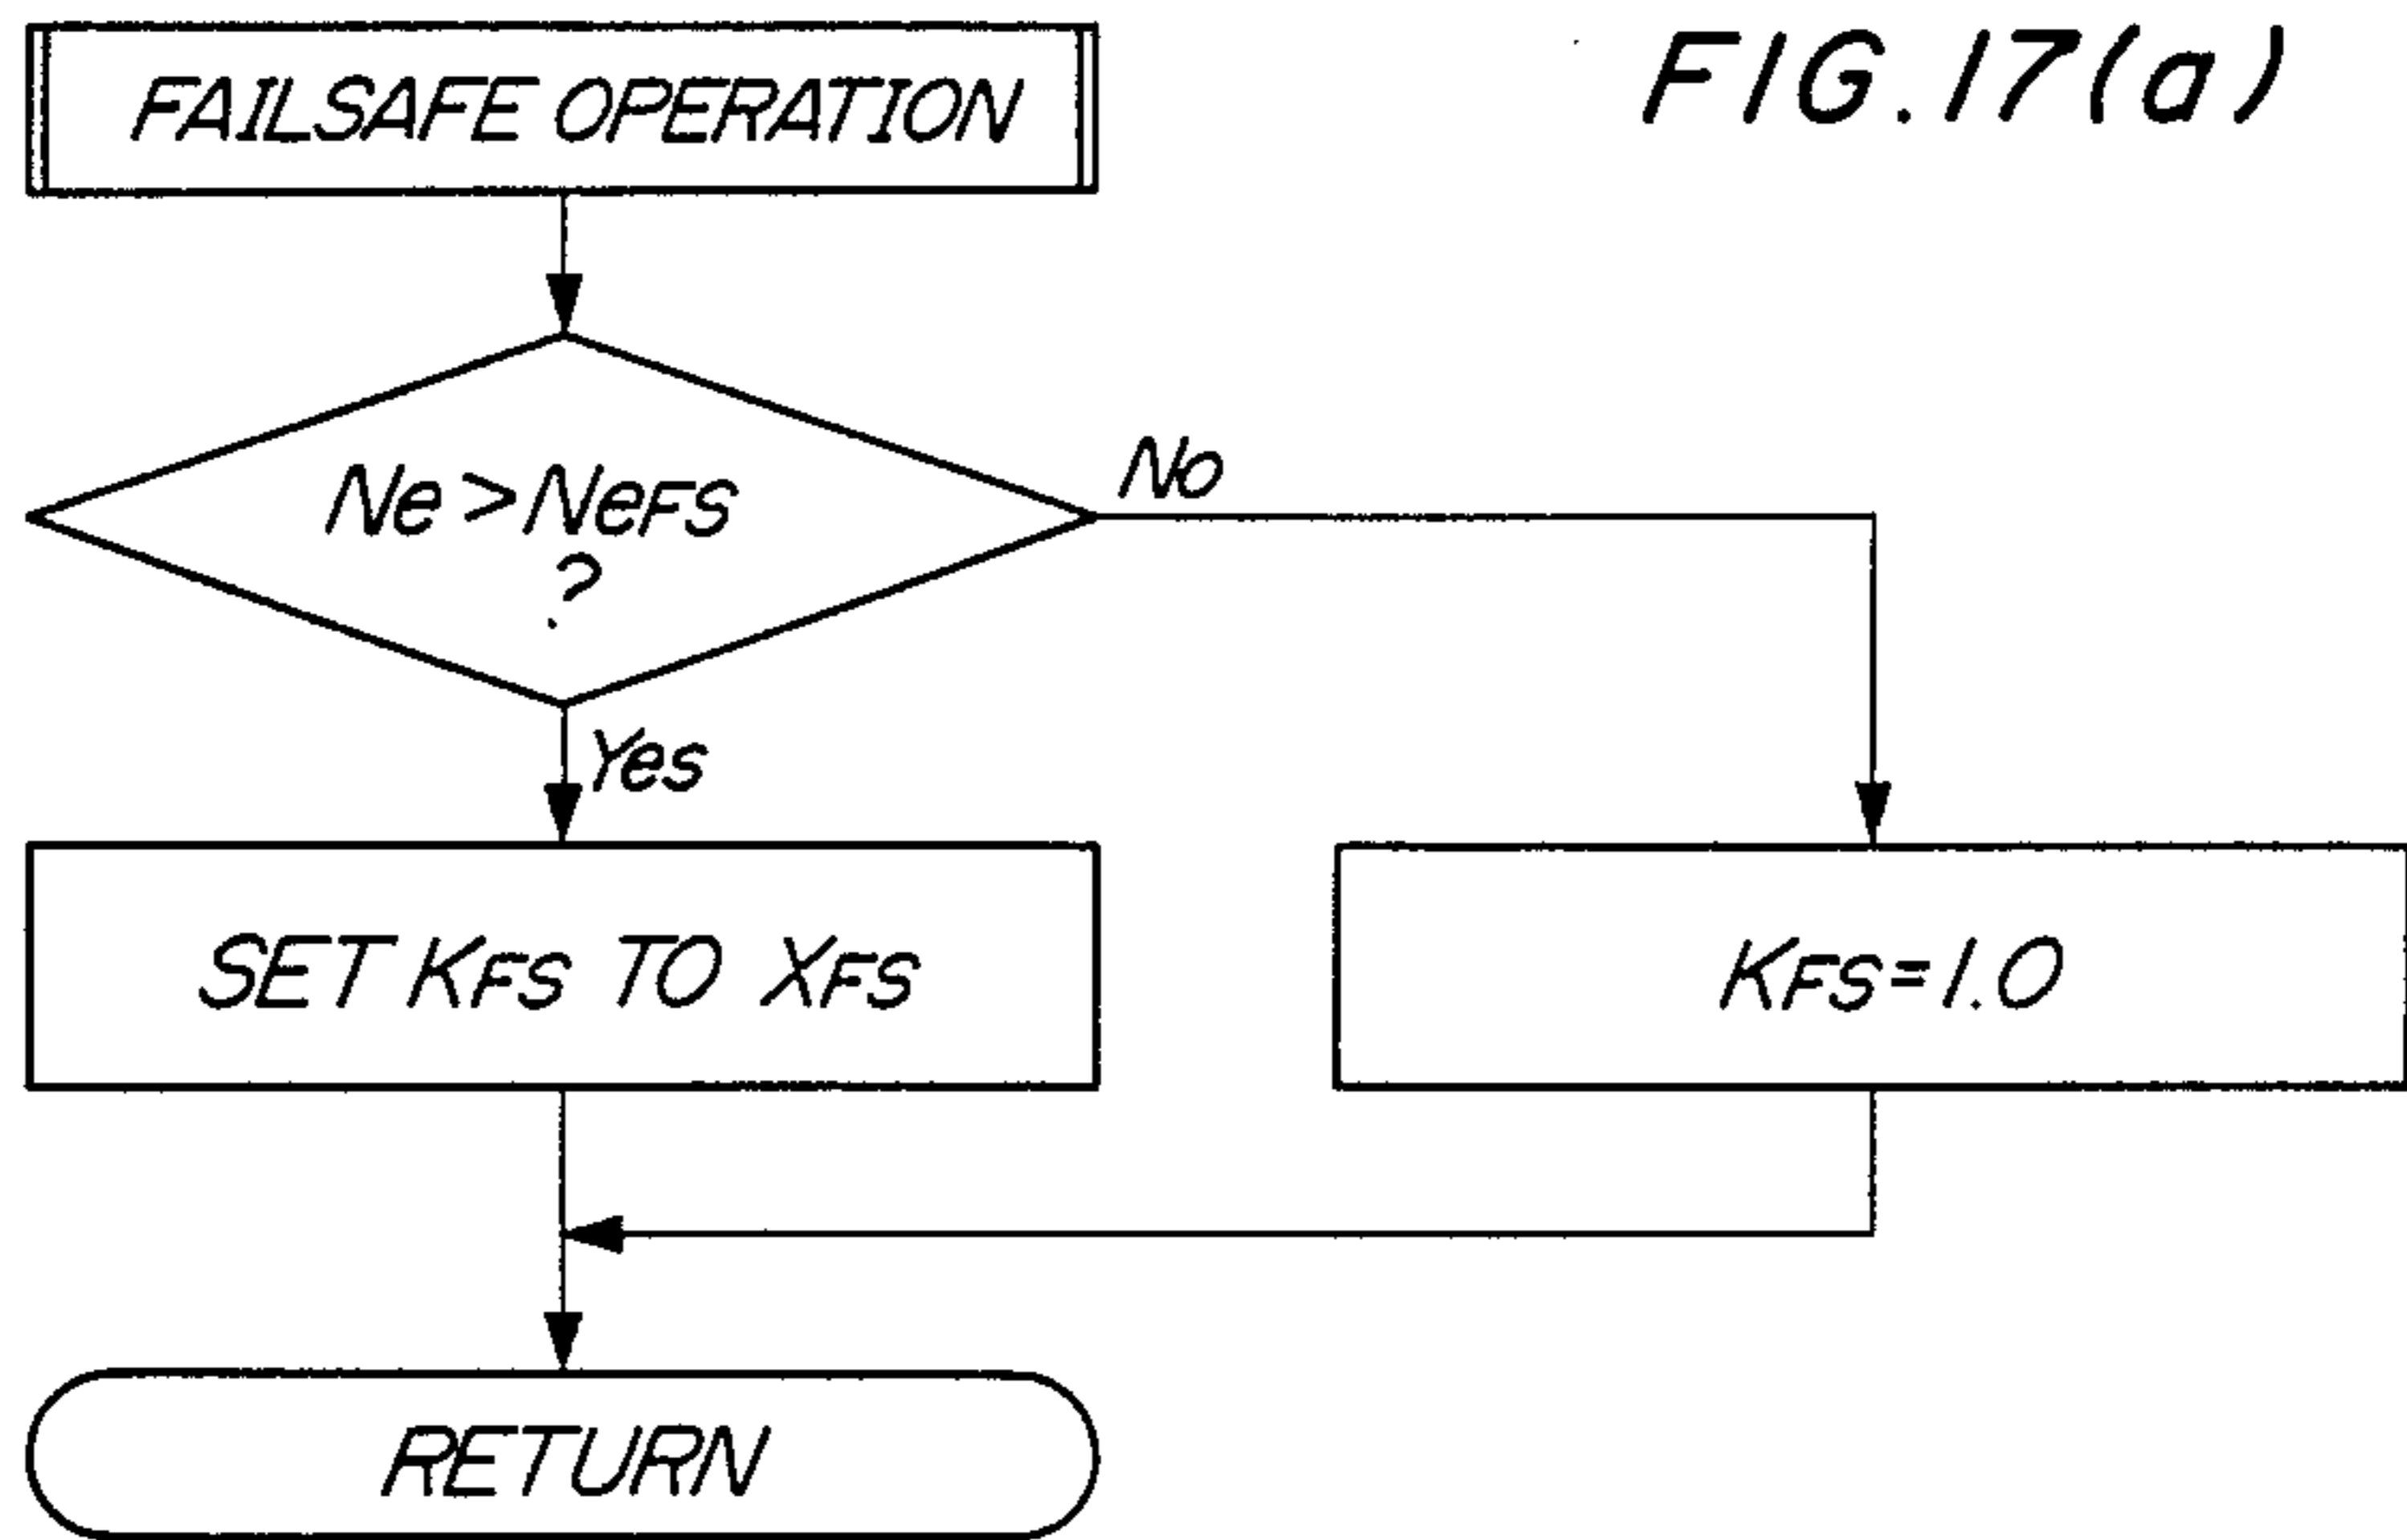 FIG. 17(a)
FAILSAFE OPERATION
Ne > NeFS
?
No
Yes
SET KFS TO XFS
KFS=1.0
RETURN